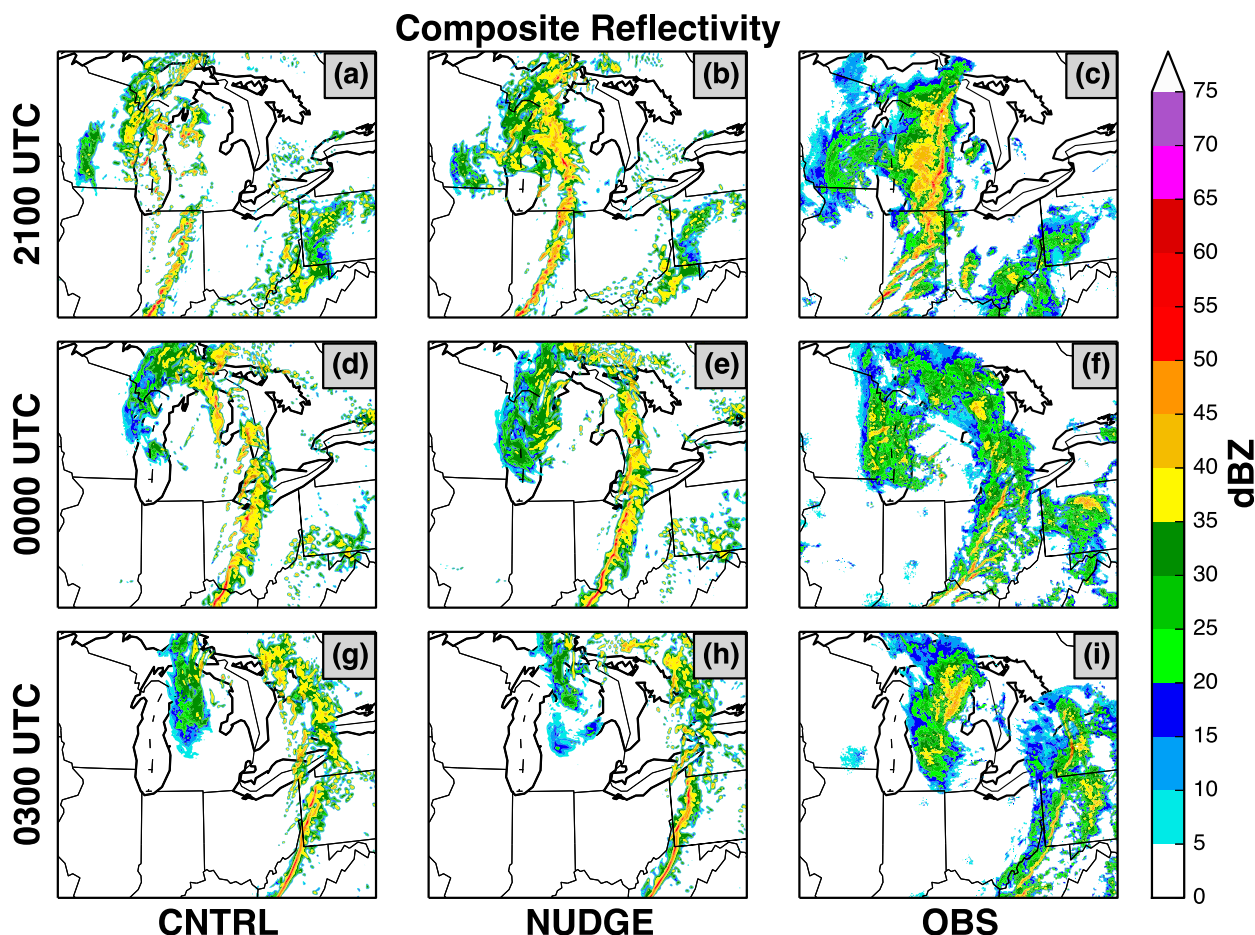 Composite Reflectivity
2100 UTC
(a)
(b)
(c)
0000 UTC
(d)
(e)
(f)
0300 UTC
(g)
(h)
(i)
CNTRL
NUDGE
OBS
75
70
65
60
55
50
45
40
35
30
25
20
15
10
5
0
dBZ